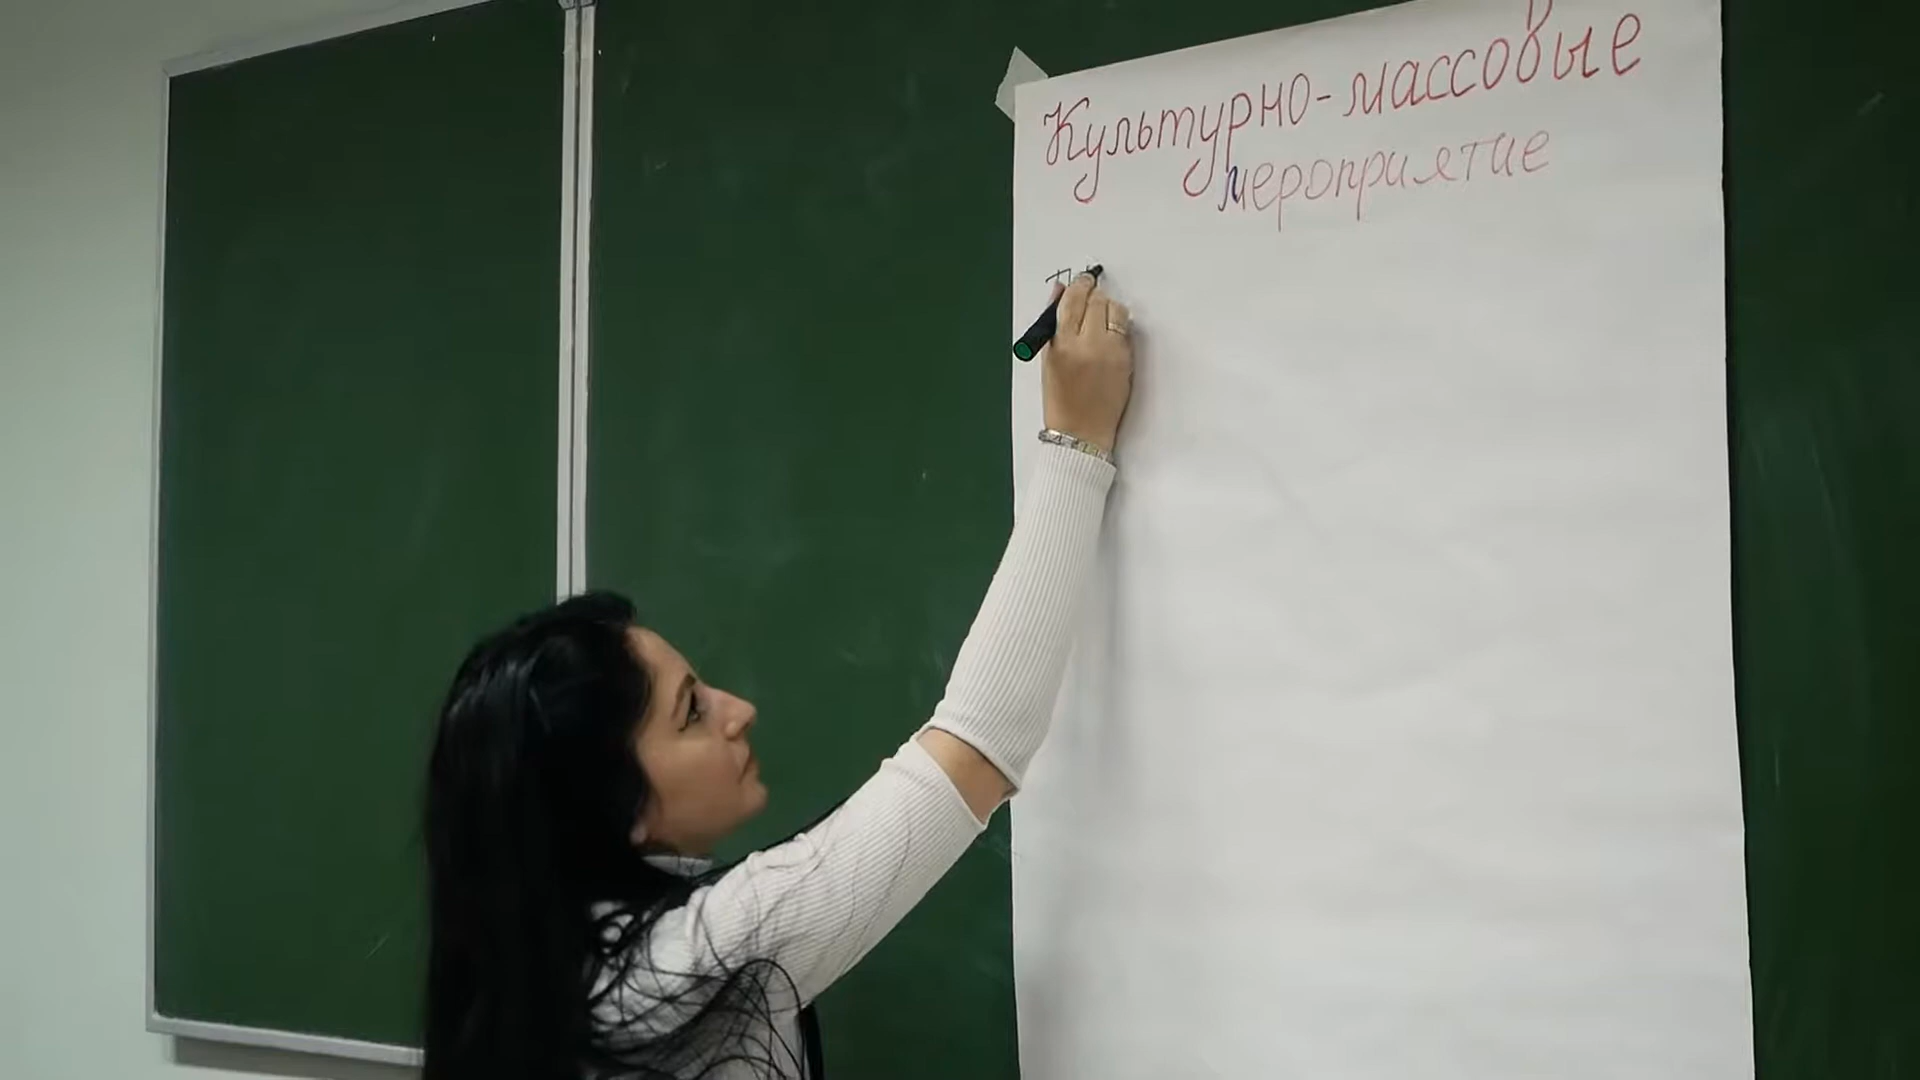 Культурно-массовые
мероприятие